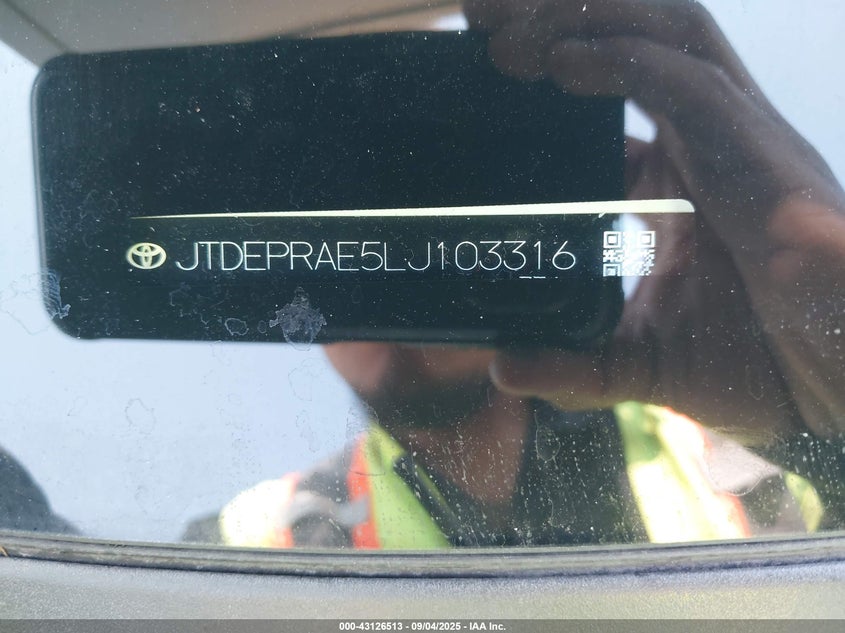 JTDEPRAE5LJ103316
000-43126513 - 09/04/2025 - IAA Inc.